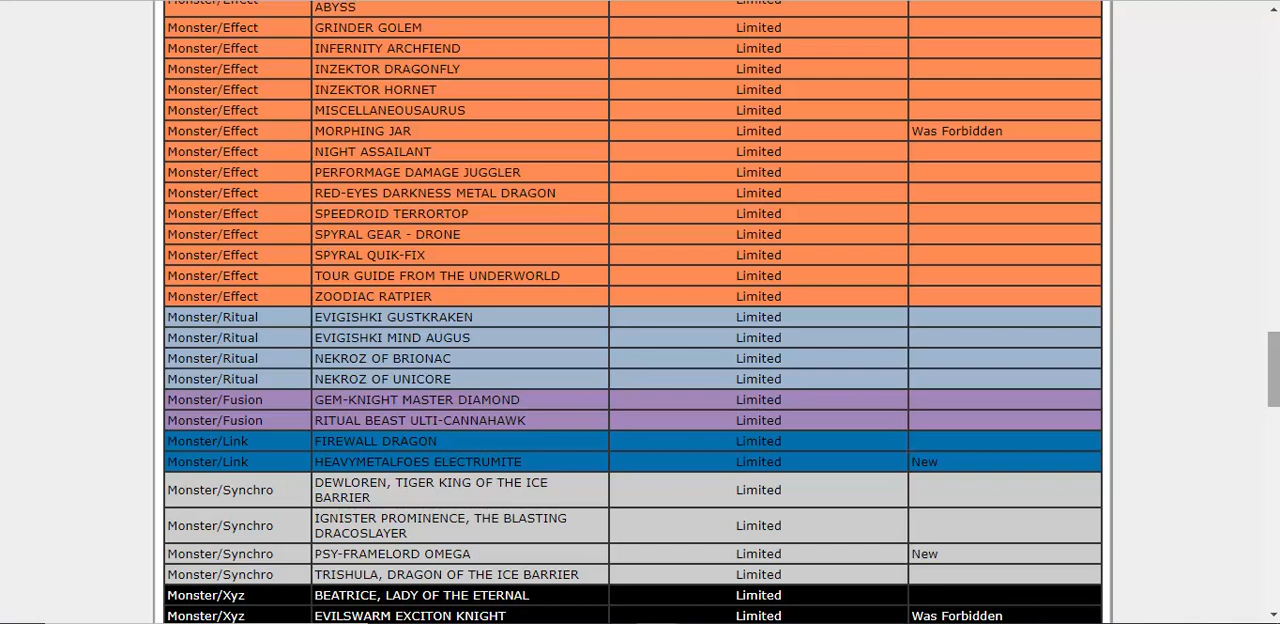 ABYSS
Monster/Effect GRINDER GOLEM Limited
Monster/Effect INFERNITY ARCHFIEND Limited
Monster/Effect INZEKTOR DRAGONFLY Limited
Monster/Effect INZEKTOR HORNET Limited
Monster/Effect MISCELLANEOUSAURUS Limited
Monster/Effect MORPHING JAR Limited Was Forbidden
Monster/Effect NIGHT ASSAILANT Limited
Monster/Effect PERFORMAGE DAMAGE JUGGLER Limited
Monster/Effect RED-EYES DARKNESS METAL DRAGON Limited
Monster/Effect SPEEDROID TERRORTOP Limited
Monster/Effect SPYRAL GEAR - DRONE Limited
Monster/Effect SPYRAL QUIK-FIX Limited
Monster/Effect TOUR GUIDE FROM THE UNDERWORLD Limited
Monster/Effect ZOODIAC RATPIER Limited
Monster/Ritual EVIGISHKI GUSTKRAKEN Limited
Monster/Ritual EVIGISHKI MIND AUGUS Limited
Monster/Ritual NEKROZ OF BRIONAC Limited
Monster/Ritual NEKROZ OF UNICORE Limited
Monster/Fusion GEM-KNIGHT MASTER DIAMOND Limited
Monster/Fusion RITUAL BEAST ULTI-CANNAHAWK Limited
Monster/Link FIREWALL DRAGON Limited
Monster/Link HEAVYMETALFOES ELECTRUMITE Limited New
Monster/Synchro DEWLOREN, TIGER KING OF THE ICE
BARRIER Limited
Monster/Synchro IGNISTER PROMINENCE, THE BLASTING
DRACOSLAYER Limited
Monster/Synchro PSY-FRAMELORD OMEGA Limited New
Monster/Synchro TRISHULA, DRAGON OF THE ICE BARRIER Limited
Monster/Xyz BEATRICE, LADY OF THE ETERNAL Limited
Monster/Xyz EVILSWARM EXCITON KNIGHT Limited Was Forbidden